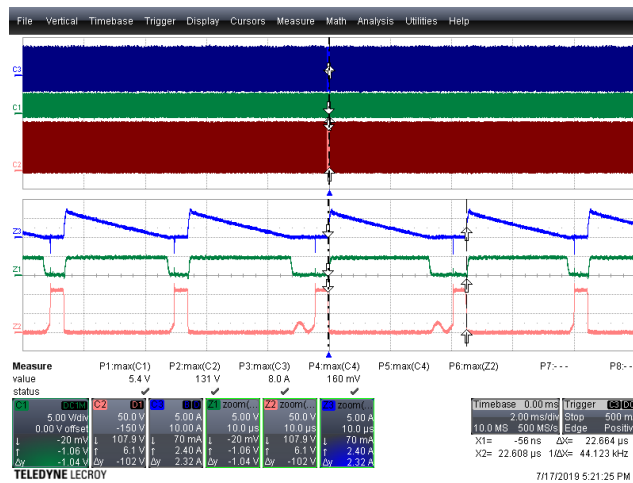 File Vertical Timebase Trigger Display Cursors Measure Math Analysis Utilities Help
C3
C1
C2
Z3
Z1
Z2
Measure P1:max(C1) P2:max(C2) P3:max(C3) P4:max(C4) P5:max(C4) P6:max(Z2) P7:--- P8:--
value 5.4 V 131 V 8.0 A 160 mV
status
C1 DC1M C2 D1 Z1 zoom(... Z2 zoom(... zoom(...
5.00 V/div 50.0 V 5.00 A 5.00 V 50.0 V 5.00 A
0.00 V offset -150 V 10.00 A 10.0 µs 10.0 µs 10.0 µs
-20 mV 107.9 V 70 mA -20 mV 107.9 V 70 mA
-1.06 V 6.1 V 2.40 A -1.06 V 6.1 V 2.40 A
Δy -1.04 V Δy -102 V Δy 2.32 A Δy -1.04 V Δy -102 V Δy 2.32 A
Timebase 0.00 ms Trigger C3 DC
2.00 ms/div Stop 500 m
10.0 MS 500 MS/s Edge Positiv
X1= -56 ns ΔX= 22.664 µs
X2= 22.608 µs 1/ΔX= 44.123 kHz
TELEDYNE LECROY
7/17/2019 5:21:25 PM